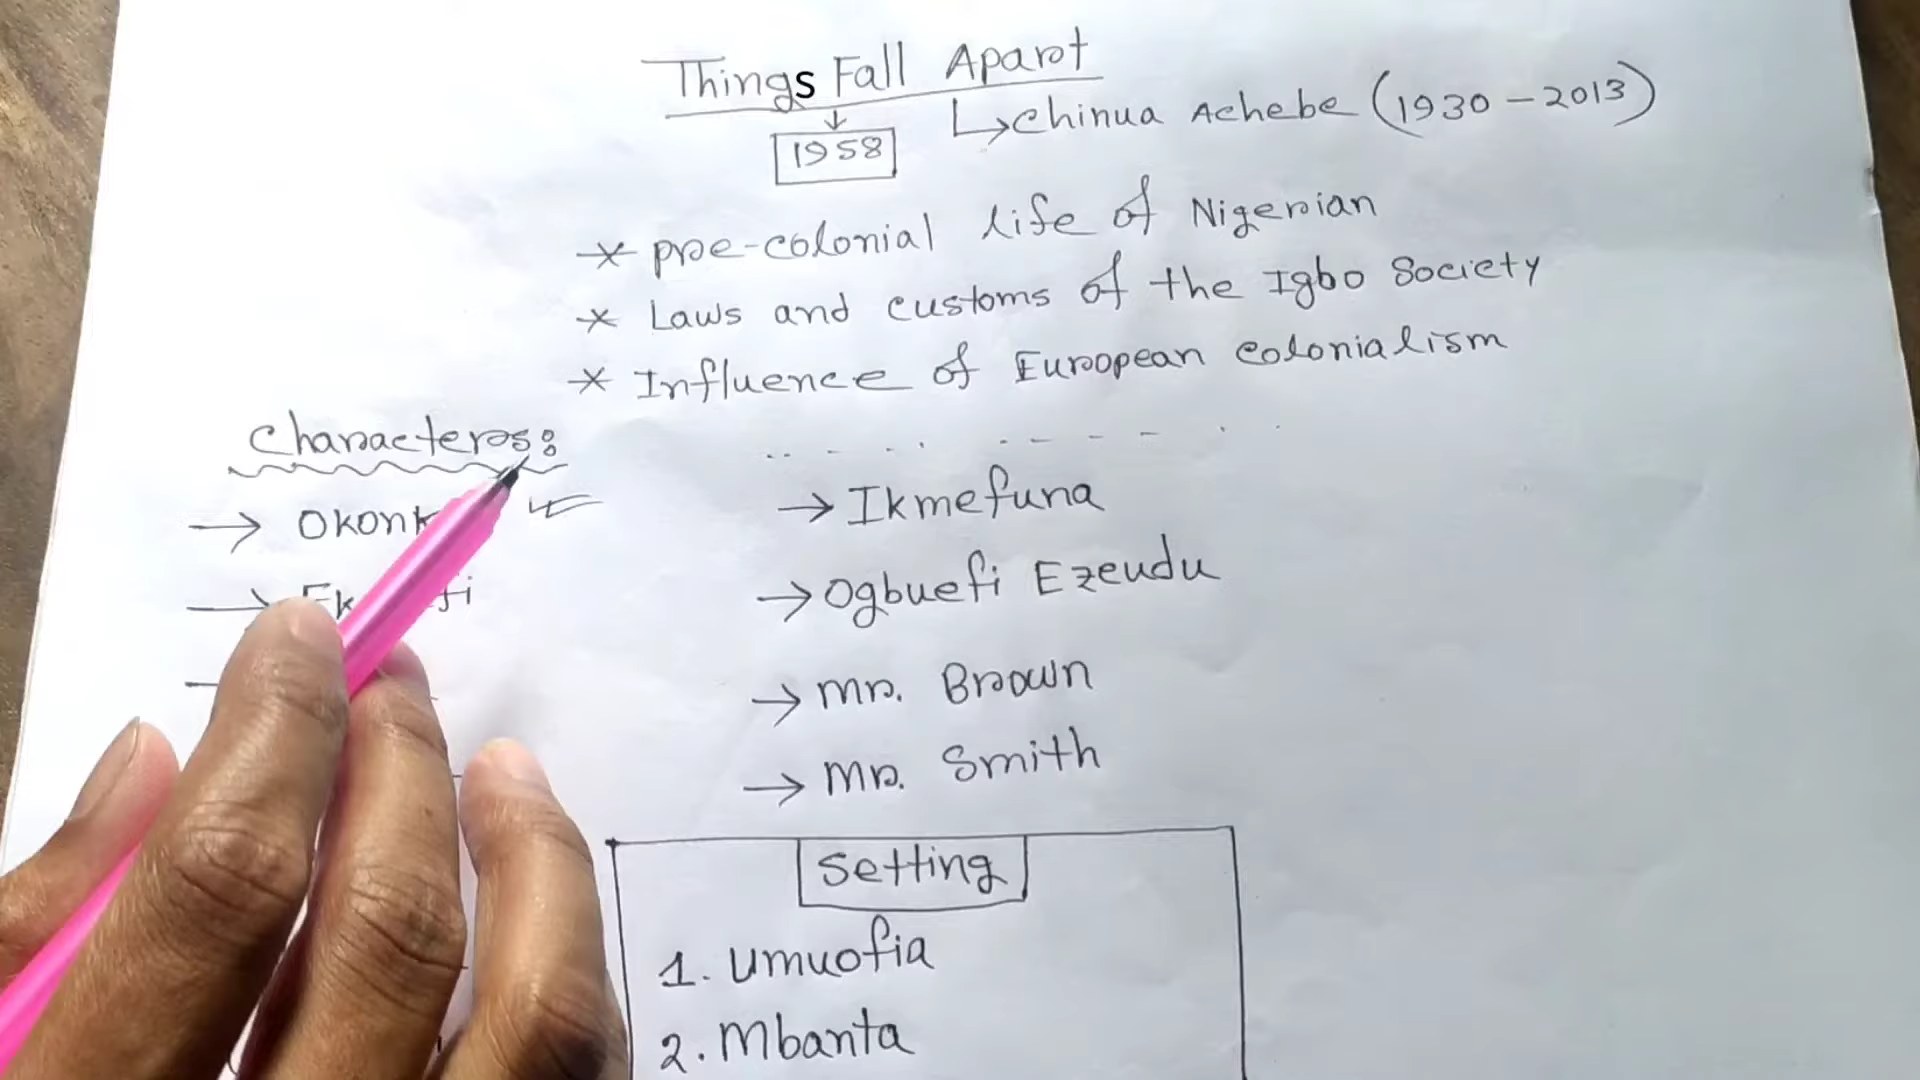 Things Fall Apart
1958
Chinua Achebe (1930-2013)
* pre-colonial life of Nigerian
* Laws and customs of the Igbo Society
* Influence of European colonialism
Characters:
→ Ikmefuna
→ Ogbuefi Ezeudu
→ Mr. Brown
→ Mr. Smith
Setting
1. Umuofia
2. Mbanta